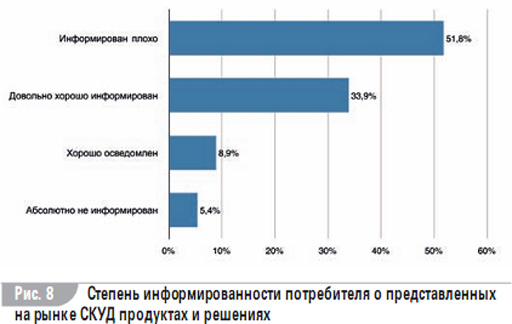 Информирован плохо
51,8%
Довольно хорошо информирован
33,9%
Хорошо осведомлен
8,9%
Абсолютно не информирован
5,4%
0% 10% 20% 30% 40% 50% 60%
Рис. 8 Степень информированности потребителя о представленных
на рынке СКУД продуктах и решениях